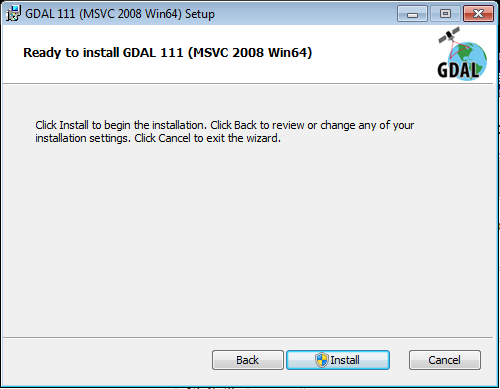 GDAL 111 (MSVC 2008 Win64) Setup
Ready to install GDAL 111 (MSVC 2008 Win64)
GDAL
Click Install to begin the installation. Click Back to review or change any of your
installation settings. Click Cancel to exit the wizard.
Back
Install
Cancel